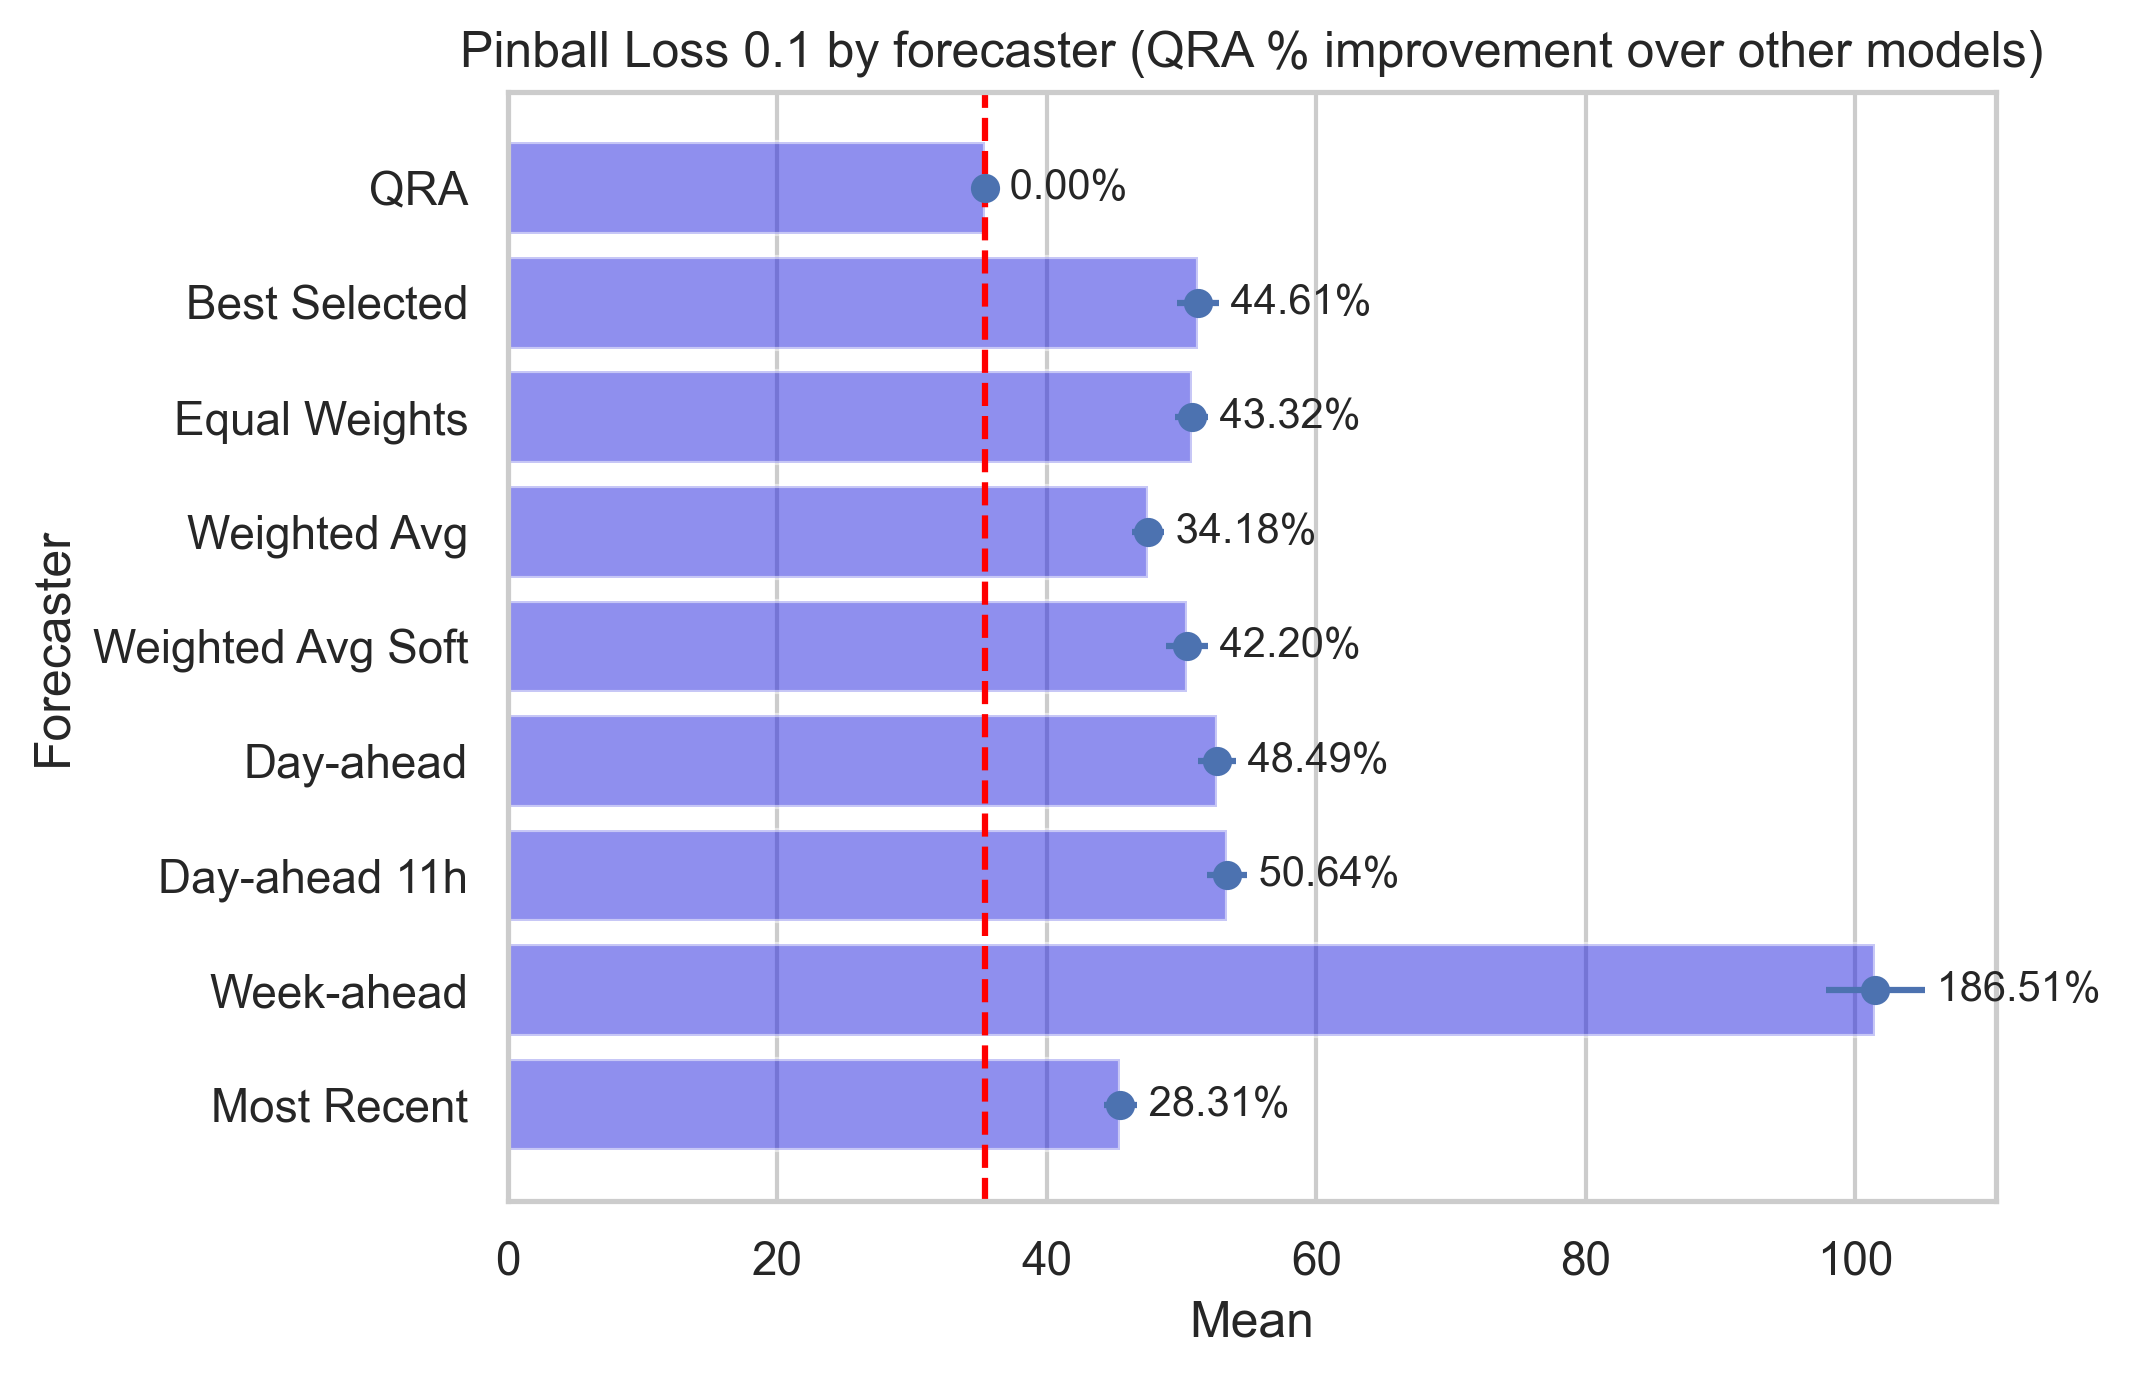 Pinball Loss 0.1 by forecaster (QRA % improvement over other models)
Forecaster
QRA
0.00%
Best Selected
44.61%
Equal Weights
43.32%
Weighted Avg
34.18%
Weighted Avg Soft
42.20%
Day-ahead
48.49%
Day-ahead 11h
50.64%
Week-ahead
186.51%
Most Recent
28.31%
0 20 40 60 80 100
Mean